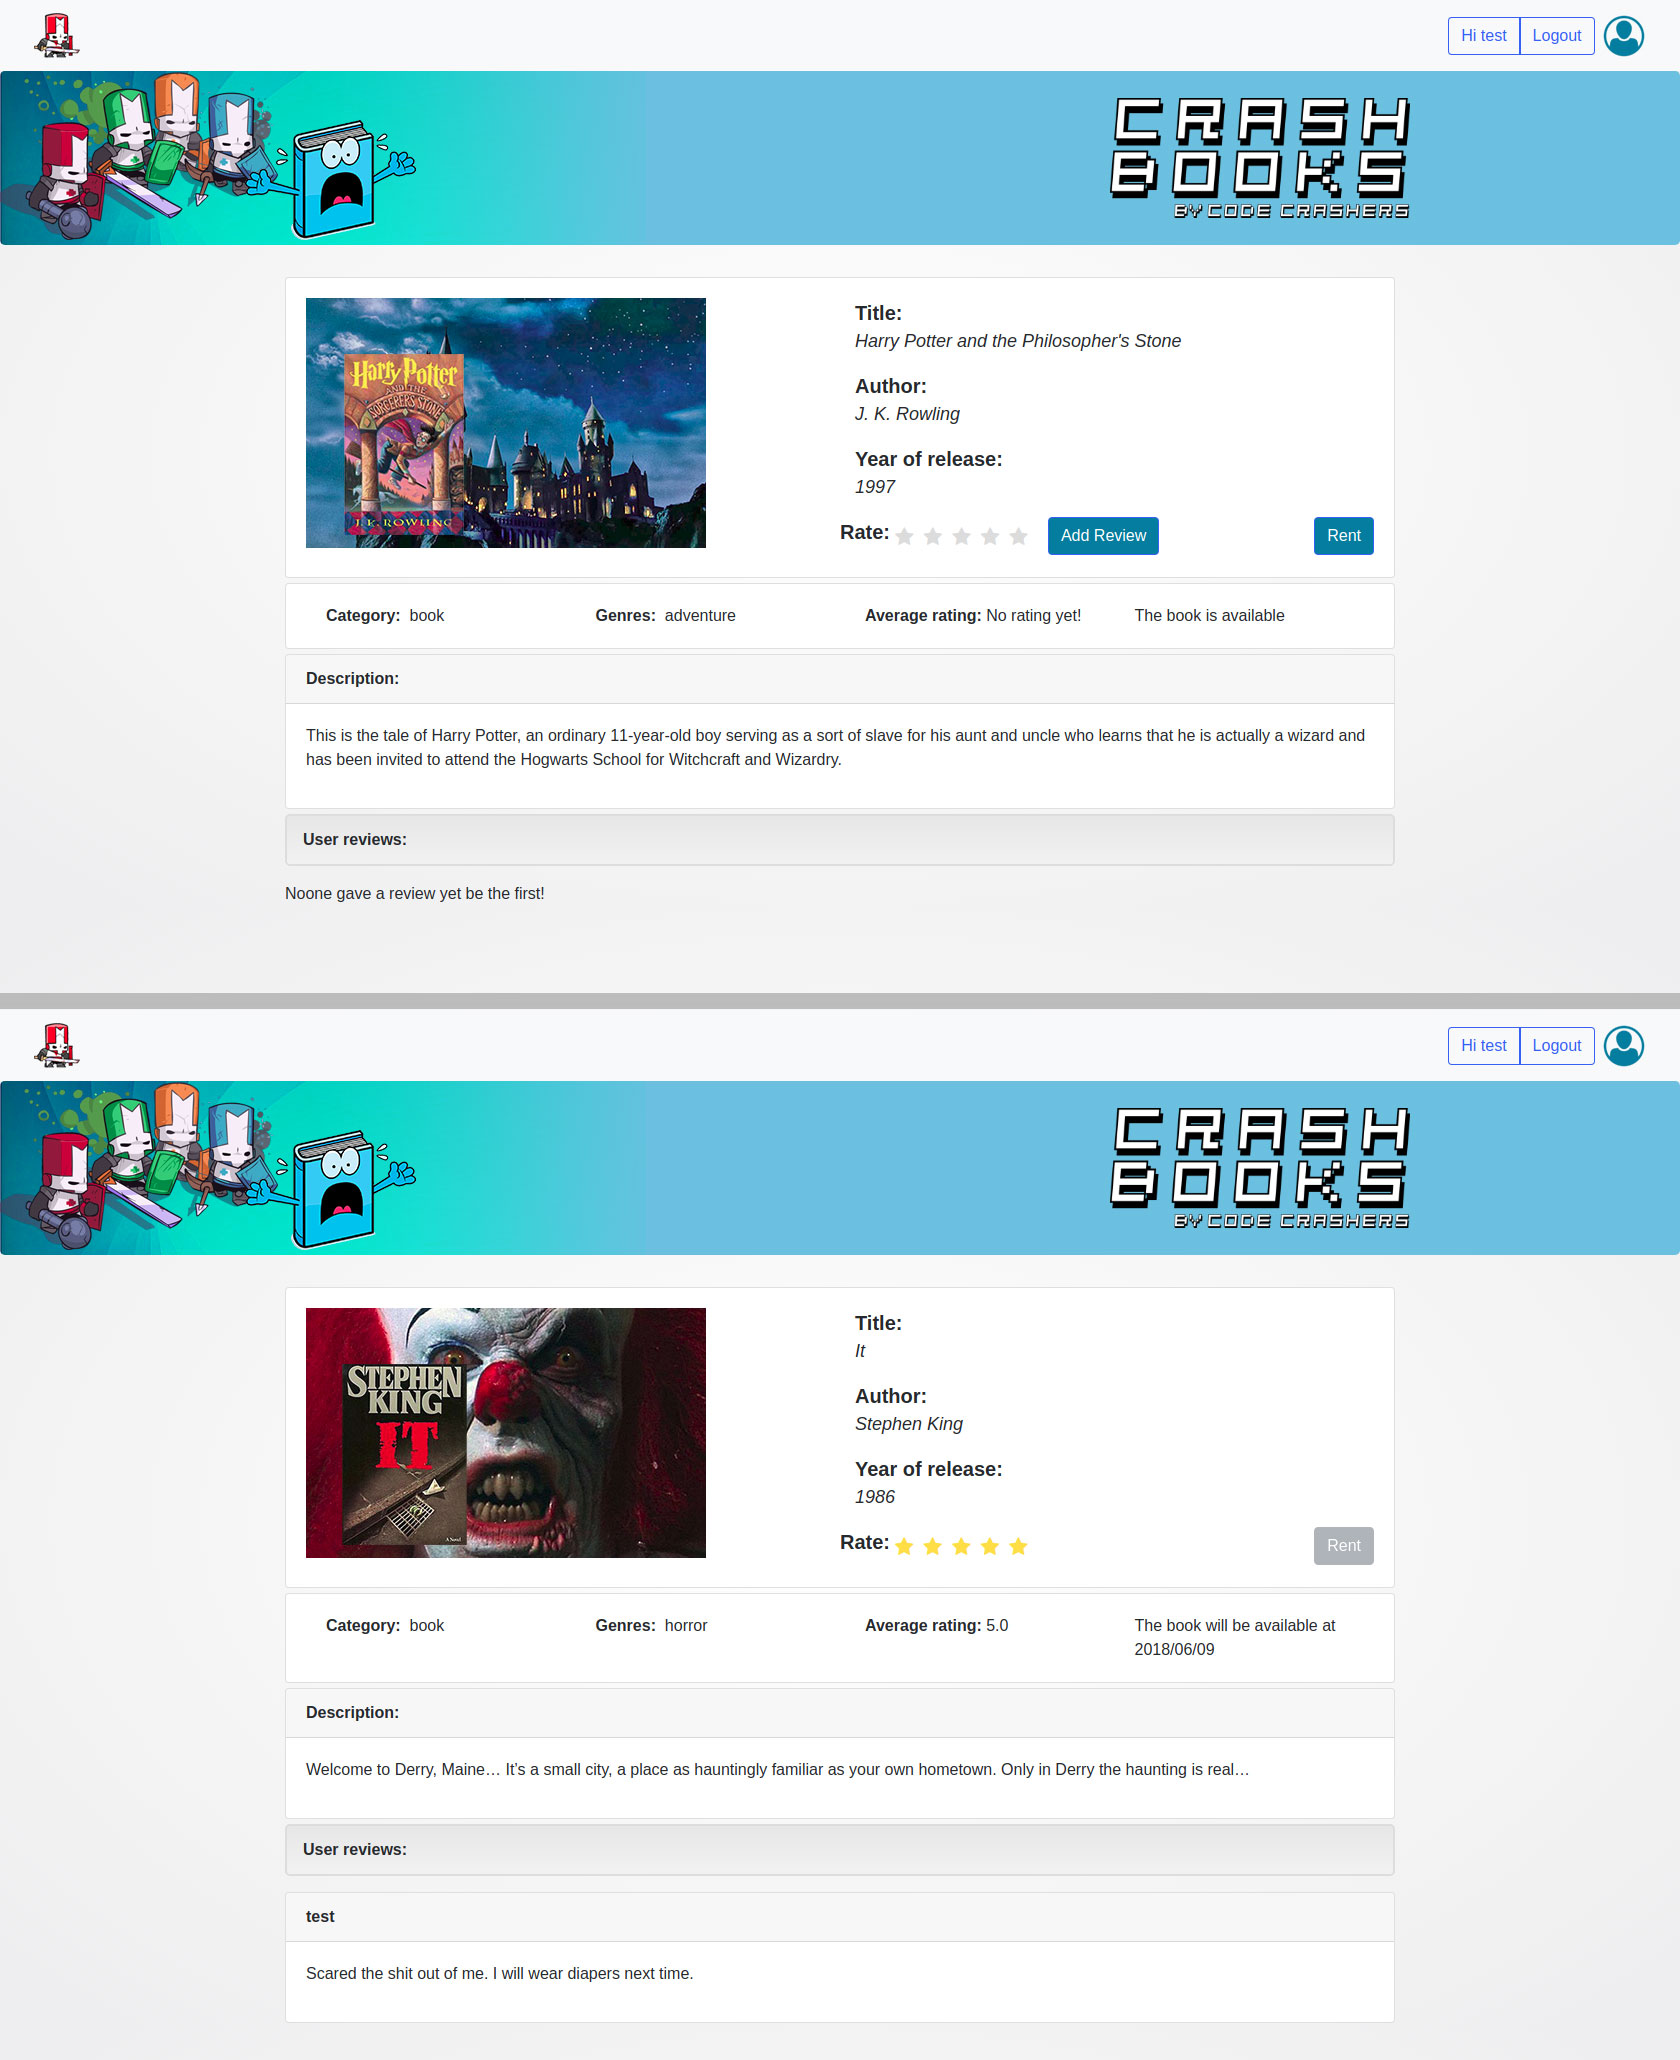 Hi test Logout
CRASH
BOOKS
BY CODE CRASHERS
Harry Potter
AND THE
SORCERER'S STONE
J. K. ROWLING
Title:
Harry Potter and the Philosopher's Stone
Author:
J. K. Rowling
Year of release:
1997
Rate: Add Review Rent
Category: book Genres: adventure Average rating: No rating yet! The book is available
Description:
This is the tale of Harry Potter, an ordinary 11-year-old boy serving as a sort of slave for his aunt and uncle who learns that he is actually a wizard and
has been invited to attend the Hogwarts School for Witchcraft and Wizardry.
User reviews:
Noone gave a review yet be the first!
Hi test Logout
CRASH
BOOKS
BY CODE CRASHERS
STEPHEN
KING
IT
A Novel
Title:
It
Author:
Stephen King
Year of release:
1986
Rate: Rent
Category: book Genres: horror Average rating: 5.0 The book will be available at
2018/06/09
Description:
Welcome to Derry, Maine… It’s a small city, a place as hauntingly familiar as your own hometown. Only in Derry the haunting is real…
User reviews:
test
Scared the shit out of me. I will wear diapers next time.